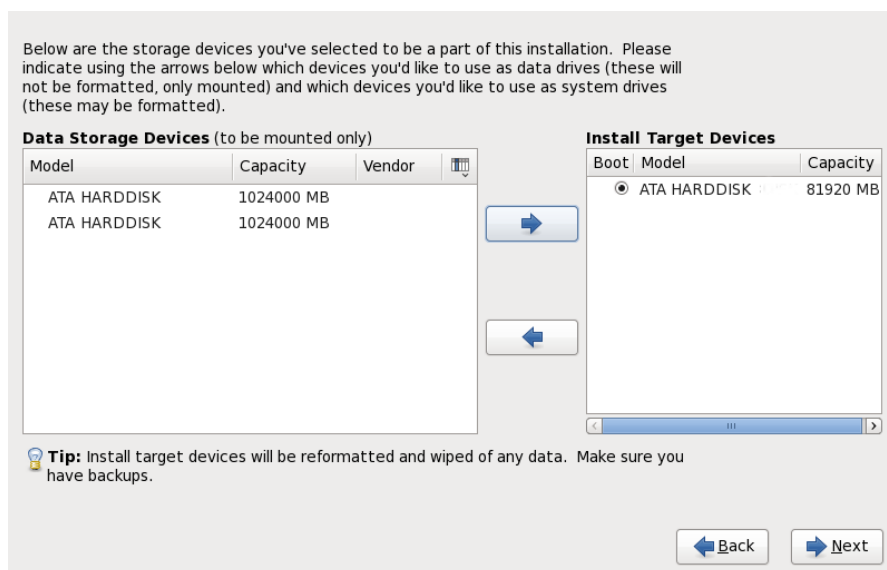 Below are the storage devices you've selected to be a part of this installation.  Please
indicate using the arrows below which devices you'd like to use as data drives (these will
not be formatted, only mounted) and which devices you'd like to use as system drives
(these may be formatted).
Data Storage Devices (to be mounted only)
Model Capacity Vendor
ATA HARDDISK 1024000 MB
ATA HARDDISK 1024000 MB
Install Target Devices
Boot Model Capacity
ATA HARDDISK 81920 MB
Tip: Install target devices will be reformatted and wiped of any data.  Make sure you
have backups.
Back Next